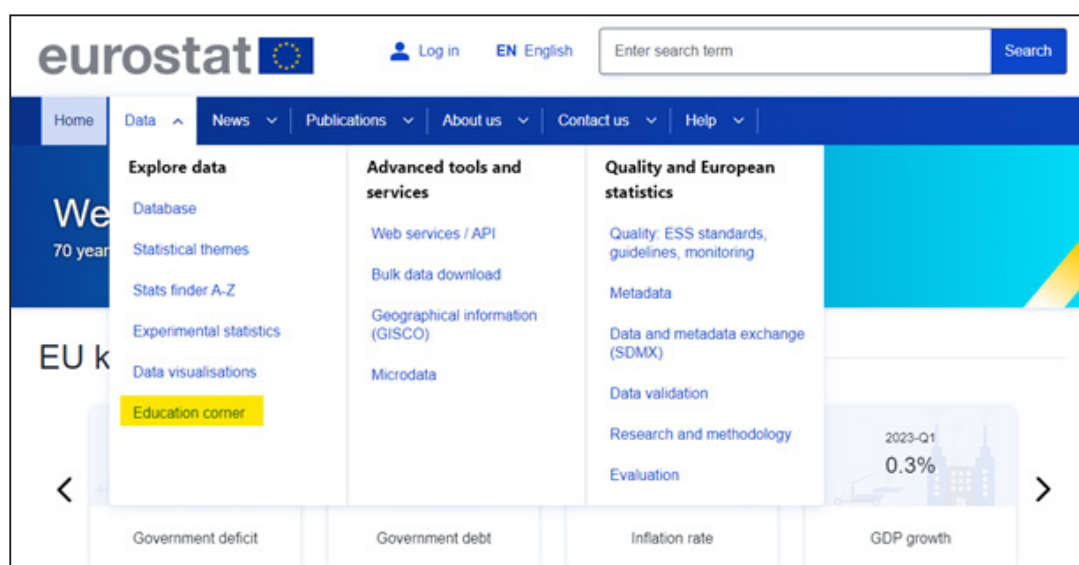 eurostat
Log in
EN English
Enter search term
Search
Home
Data
News
Publications
About us
Contact us
Help
Explore data
Database
Statistical themes
Stats finder A-Z
Experimental statistics
Data visualisations
Education corner
Advanced tools and
services
Web services / API
Bulk data download
Geographical information
(GISCO)
Microdata
Quality and European
statistics
Quality: ESS standards,
guidelines, monitoring
Metadata
Data and metadata exchange
(SDMX)
Data validation
Research and methodology
Evaluation
We
70 year
EU k
2023-Q1
0.3%
Government deficit
Government debt
Inflation rate
GDP growth